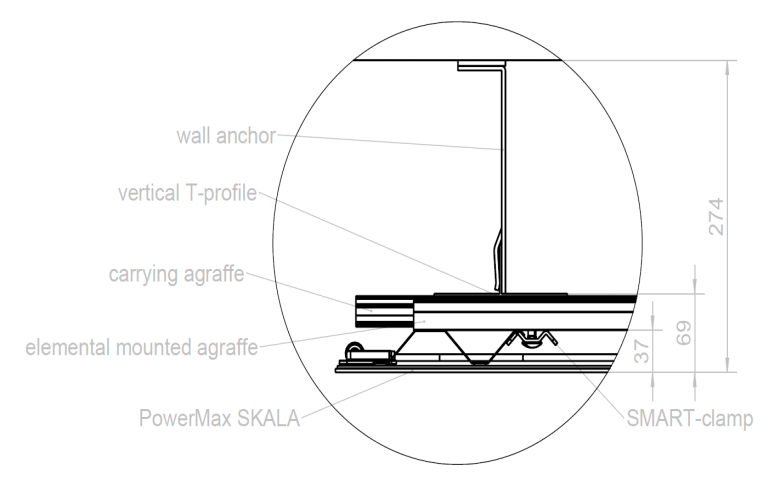 wall anchor
vertical T-profile
274
carrying agraffe
69
37
elemental mounted agraffe
PowerMax SKALA
SMART-clamp